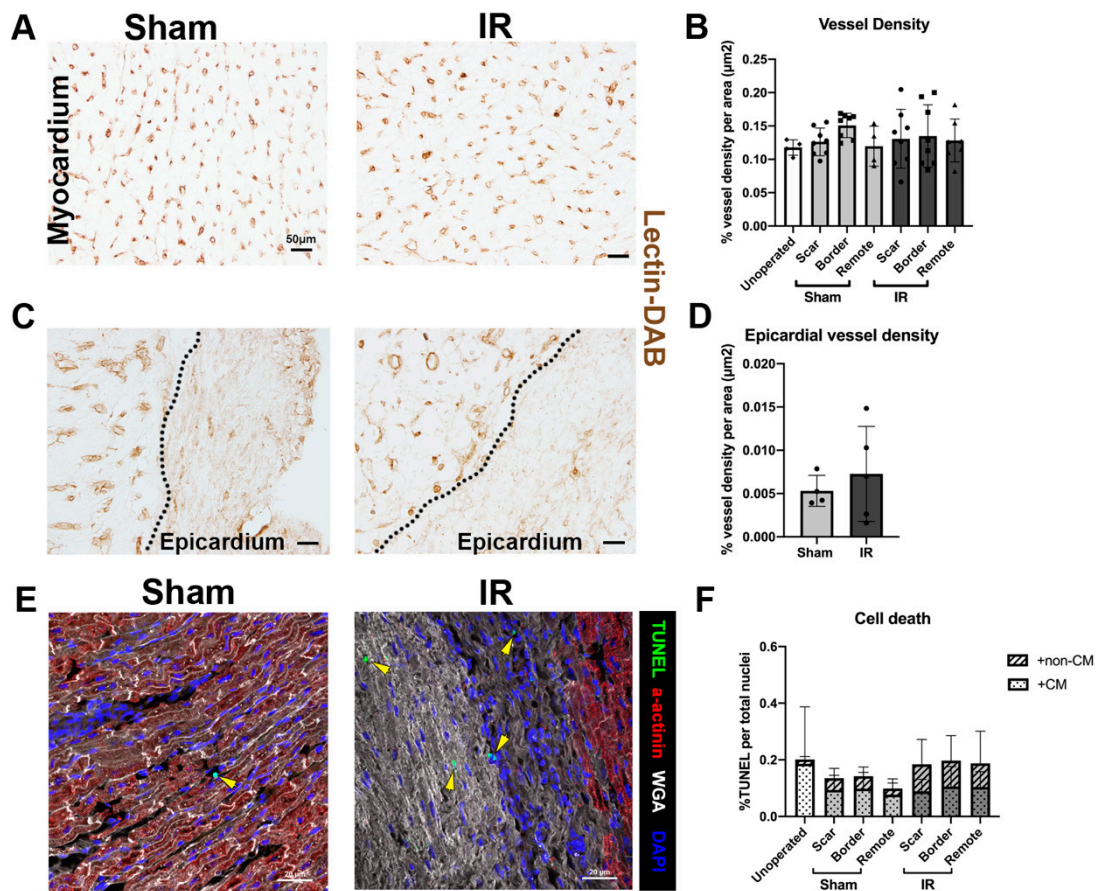 A
Sham
IR
Myocardium
50µm
Lectin-DAB
B
Vessel Density
% vessel density per area (µm2)
0.25
0.20
0.15
0.10
0.05
0.00
Unoperated
Scar
Border
Remote
Scar
Border
Remote
Sham
IR
C
Epicardium
Epicardium
D
Epicardial vessel density
% vessel density per area (µm2)
0.020
0.015
0.010
0.005
0.000
Sham
IR
E
Sham
IR
20 µm
20 µm
TUNEL a-actinin WGA DAPI
F
Cell death
%TUNEL per total nuclei
0.6
0.4
0.2
0.0
Unoperated
Scar
Border
Remote
Scar
Border
Remote
Sham
IR
+non-CM
+CM